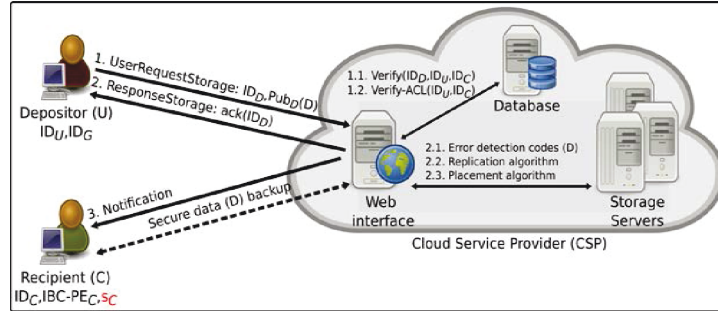 1. UserRequestStorage: ID_D,Pub_D(D)
2. ResponseStorage: ack(ID_D)
Depositor (U)
ID_U,ID_G
1.1. Verify(ID_D,ID_U,ID_C)
1.2. Verify-ACL(ID_U,ID_C)
Database
2.1. Error detection codes (D)
2.2. Replication algorithm
2.3. Placement algorithm
3. Notification
Secure data (D) backup
Web
interface
Storage
Servers
Cloud Service Provider (CSP)
Recipient (C)
ID_C,IBC-PE_C,s_C